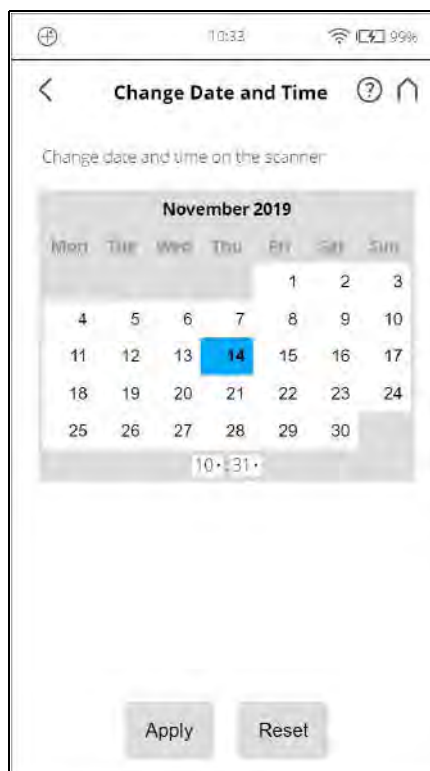 10:33 99%
Change Date and Time ?
Change date and time on the scanner
November 2019
Mon Tue Wed Thu Fri Sat Sun
1 2 3
4 5 6 7 8 9 10
11 12 13 14 15 16 17
18 19 20 21 22 23 24
25 26 27 28 29 30
10 : 31
Apply Reset